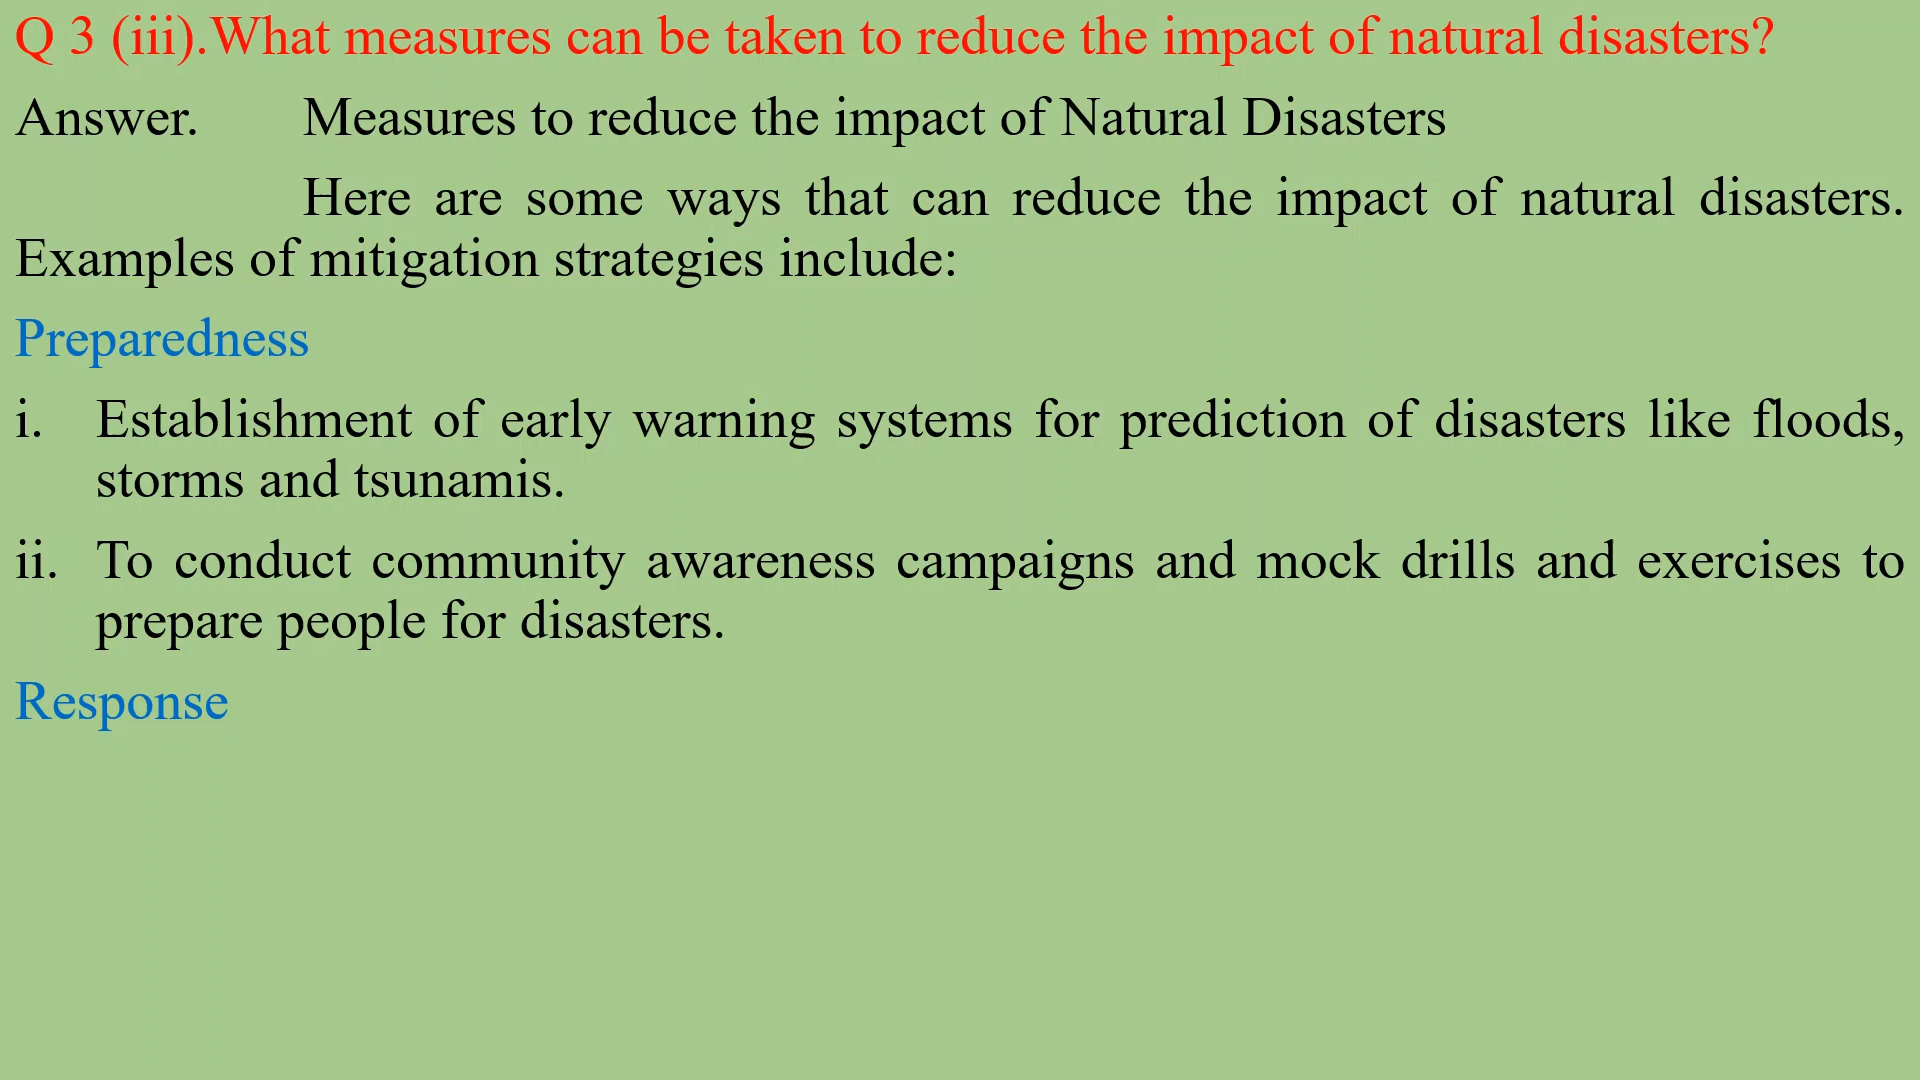 Q 3 (iii).What measures can be taken to reduce the impact of natural disasters?
Answer. Measures to reduce the impact of Natural Disasters
Here are some ways that can reduce the impact of natural disasters.
Examples of mitigation strategies include:
Preparedness
i. Establishment of early warning systems for prediction of disasters like floods,
storms and tsunamis.
ii. To conduct community awareness campaigns and mock drills and exercises to
prepare people for disasters.
Response